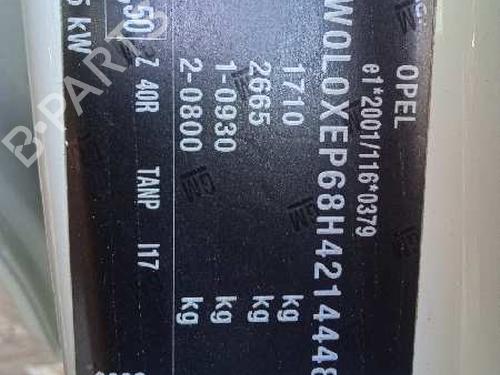 OPEL
e1*2001/116*0379
W0L0XEP68H4214448
1710 kg
2665 kg
1-0930 kg
2-0800 kg
Z 40R TANP I17
B-PARTS